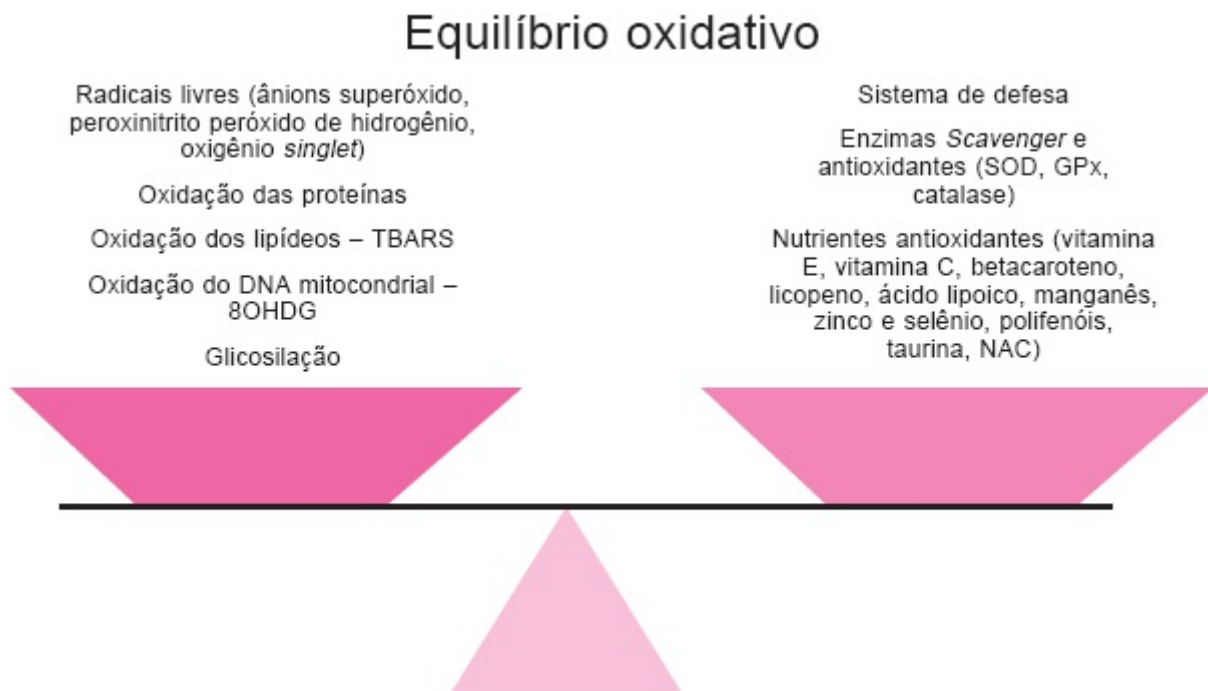 Equilíbrio oxidativo
Radicais livres (ânions superóxido,
peroxinitrito peróxido de hidrogênio,
oxigênio singlet)
Oxidação das proteínas
Oxidação dos lipídeos – TBARS
Oxidação do DNA mitocondrial –
8OHDG
Glicosilação
Sistema de defesa
Enzimas Scavenger e
antioxidantes (SOD, GPx,
catalase)
Nutrientes antioxidantes (vitamina
E, vitamina C, betacaroteno,
licopeno, ácido lipoico, manganês,
zinco e selênio, polifenóis,
taurina, NAC)